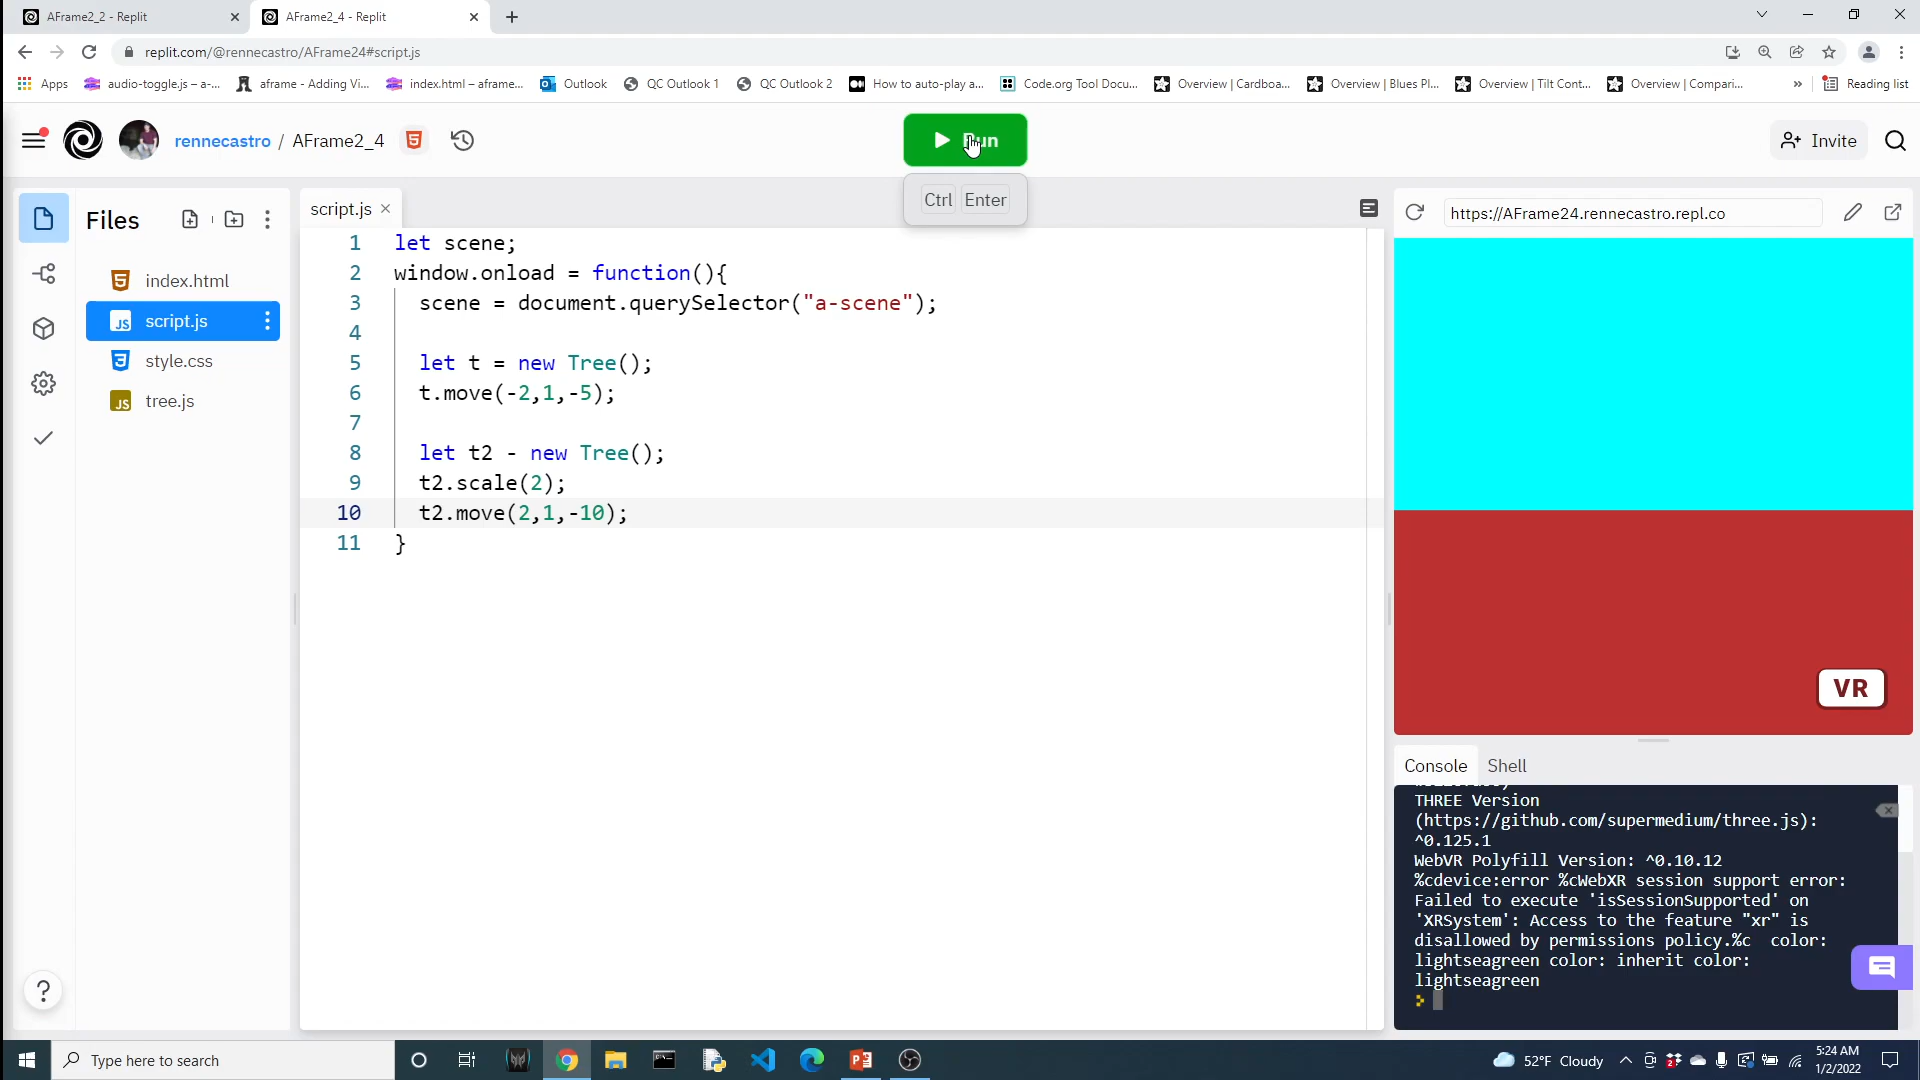 AFrame2_2 - Replit
AFrame2_4 - Replit
replit.com/@rennecastro/AFrame24#script.js
Apps
audio-toggle.js – a-...
aframe - Adding Vi...
index.html – aframe...
Outlook
QC Outlook 1
QC Outlook 2
How to auto-play a...
Code.org Tool Docu...
Overview | Cardboa...
Overview | Blues Pl...
Overview | Tilt Cont...
Overview | Compari...
»
Reading list
rennecastro / AFrame2_4
Run
Invite
Ctrl Enter
Files
index.html
script.js
style.css
tree.js
script.js
1 let scene;
2 window.onload = function(){
3 scene = document.querySelector("a-scene");
4
5 let t = new Tree();
6 t.move(-2,1,-5);
7
8 let t2 - new Tree();
9 t2.scale(2);
10 t2.move(2,1,-10);
11 }
https://AFrame24.rennecastro.repl.co
VR
Console
Shell
THREE Version
(https://github.com/supermedium/three.js):
^0.125.1
WebVR Polyfill Version: ^0.10.12
%cdevice:error %cWebXR session support error:
Failed to execute 'isSessionSupported' on
'XRSystem': Access to the feature "xr" is
disallowed by permissions policy.%c color:
lightseagreen color: inherit color:
lightseagreen
?
Type here to search
52°F Cloudy
5:24 AM
1/2/2022